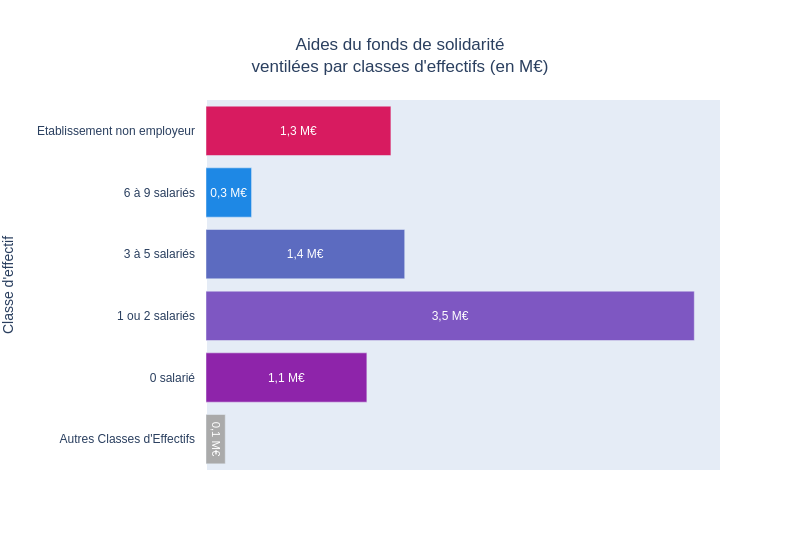 Aides du fonds de solidarité
ventilées par classes d'effectifs (en M€)
Classe d'effectif
Etablissement non employeur
1,3 M€
6 à 9 salariés
0,3 M€
3 à 5 salariés
1,4 M€
1 ou 2 salariés
3,5 M€
0 salarié
1,1 M€
Autres Classes d'Effectifs
0,1 M€